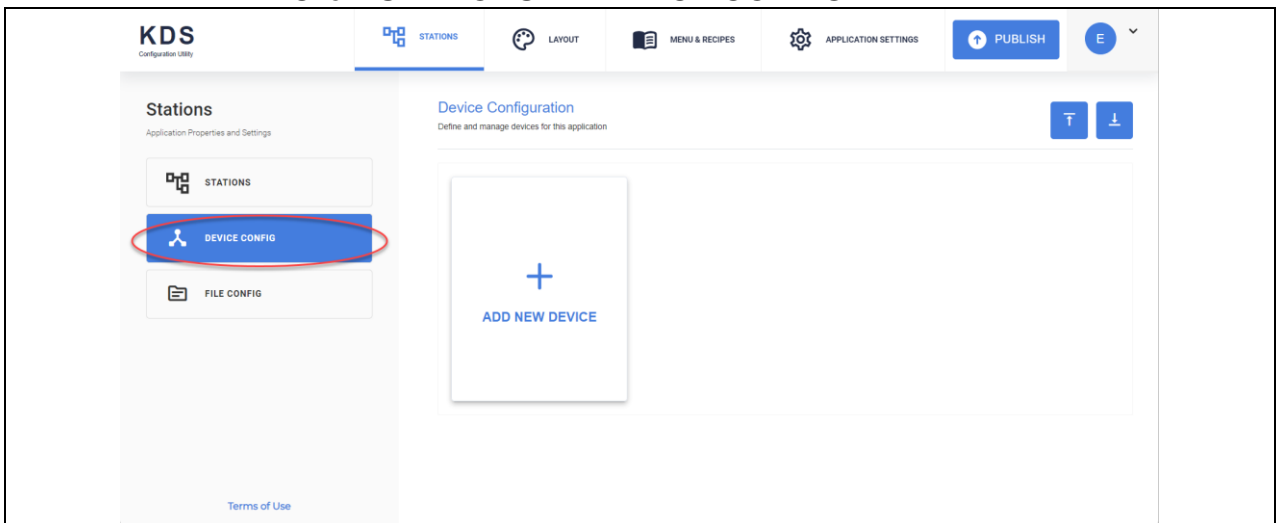 KDS
Configuration Utility
STATIONS
LAYOUT
MENU & RECIPES
APPLICATION SETTINGS
PUBLISH
E
Stations
Application Properties and Settings
STATIONS
DEVICE CONFIG
FILE CONFIG
Terms of Use
Device Configuration
Define and manage devices for this application
ADD NEW DEVICE